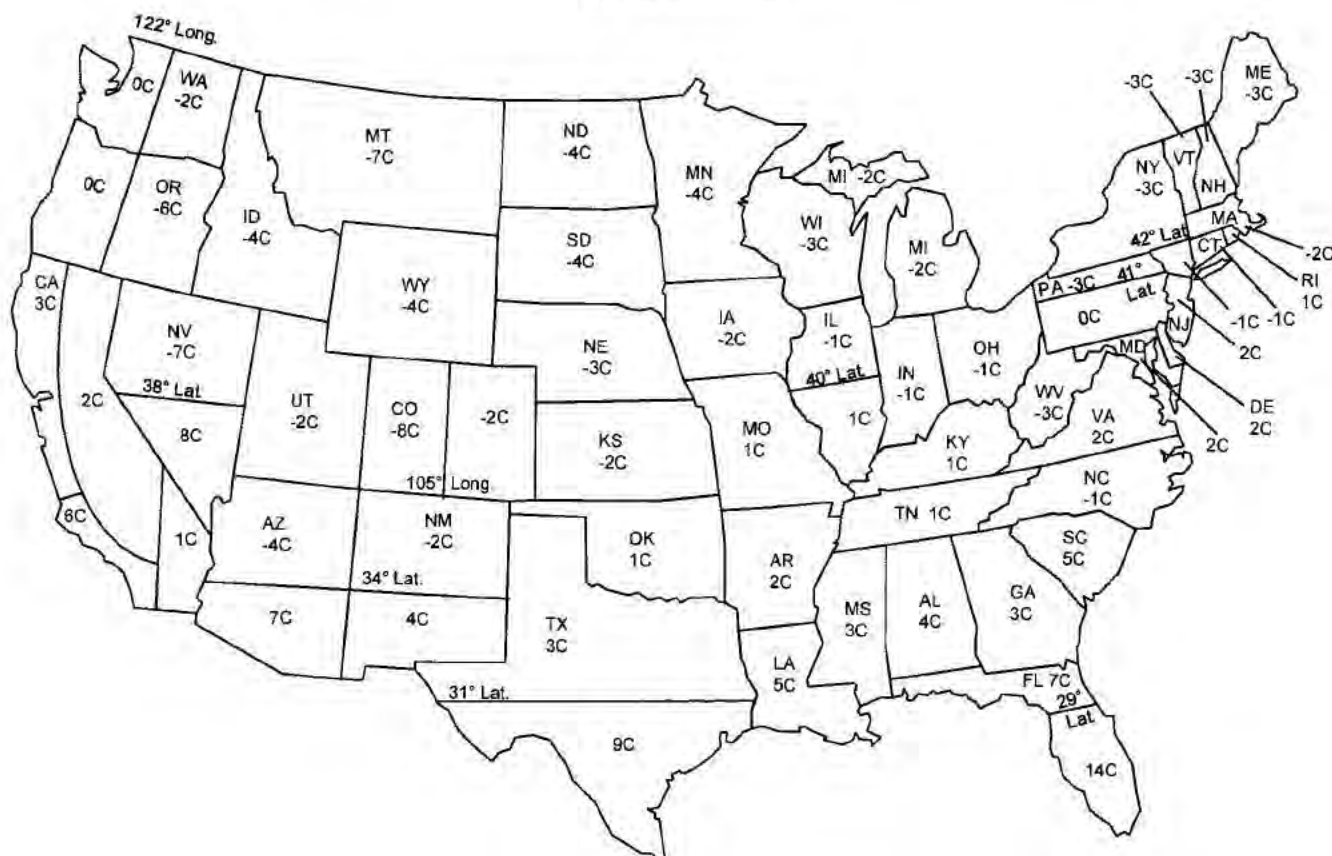 122° Long.
0C
WA
-2C
MT
-7C
ND
-4C
MN
-4C
MI -2C
-3C
-3C
ME
-3C
NY
-3C
VT
NH
0C
OR
-6C
ID
-4C
SD
-4C
WI
-3C
MI
-2C
42° Lat
MA
-2C
CT
RI
1C
-1C
-1C
CA
3C
WY
-4C
PA -3C 41°
Lat.
0C
NJ
2C
NV
-7C
38° Lat
IA
-2C
IL
-1C
40° Lat
IN
-1C
OH
-1C
MD
DE
2C
2C
NE
-3C
2C
8C
UT
-2C
CO
-8C
-2C
105° Long.
KS
-2C
MO
1C
1C
WV
-3C
VA
2C
KY
1C
6C
1C
AZ
-4C
NM
-2C
34° Lat.
OK
1C
AR
2C
TN 1C
NC
-1C
SC
5C
7C
4C
TX
3C
MS
3C
AL
4C
GA
3C
LA
5C
31° Lat.
9C
FL 7C
29°
Lat
14C